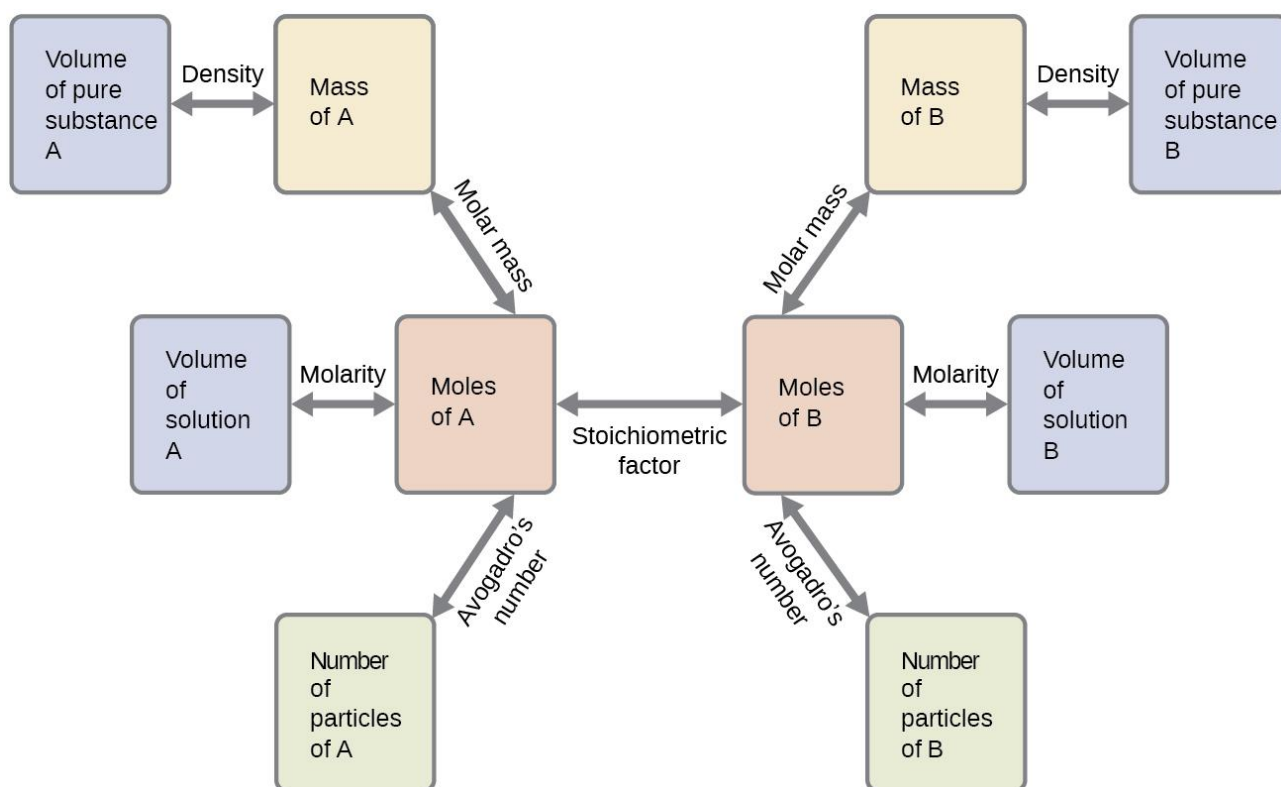 Volume
of pure
substance
A
Density
Mass
of A
Mass
of B
Density
Volume
of pure
substance
B
Molar mass
Molar mass
Volume
of
solution
A
Molarity
Moles
of A
Stoichiometric
factor
Moles
of B
Molarity
Volume
of
solution
B
Avogadro’s
number
Avogadro’s
number
Number
of
particles
of A
Number
of
particles
of B